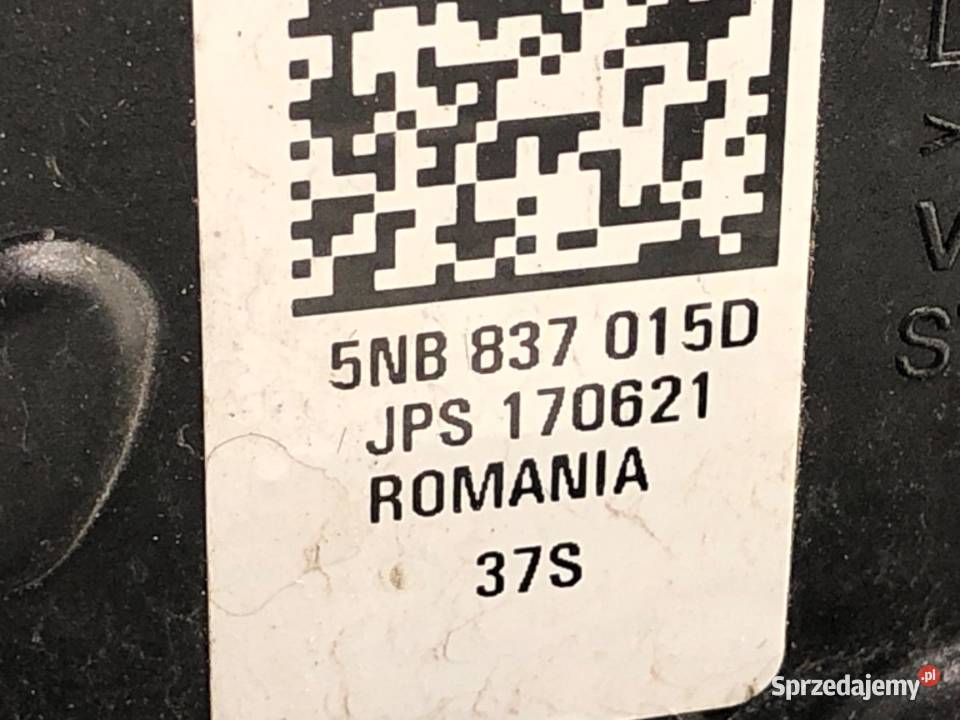 5NB 837 015D
JPS 170621
ROMANIA
37S
Sprzedajemy.pl